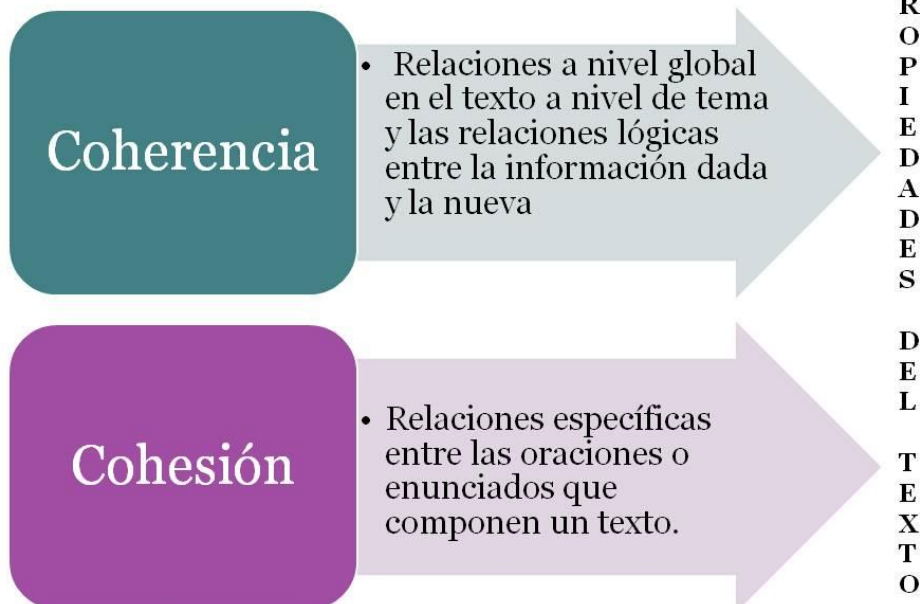 Coherencia
• Relaciones a nivel global
en el texto a nivel de tema
y las relaciones lógicas
entre la información dada
y la nueva
Cohesión
• Relaciones específicas
entre las oraciones o
enunciados que
componen un texto.
R
O
P
I
E
D
A
D
E
S
D
E
L
T
E
X
T
O